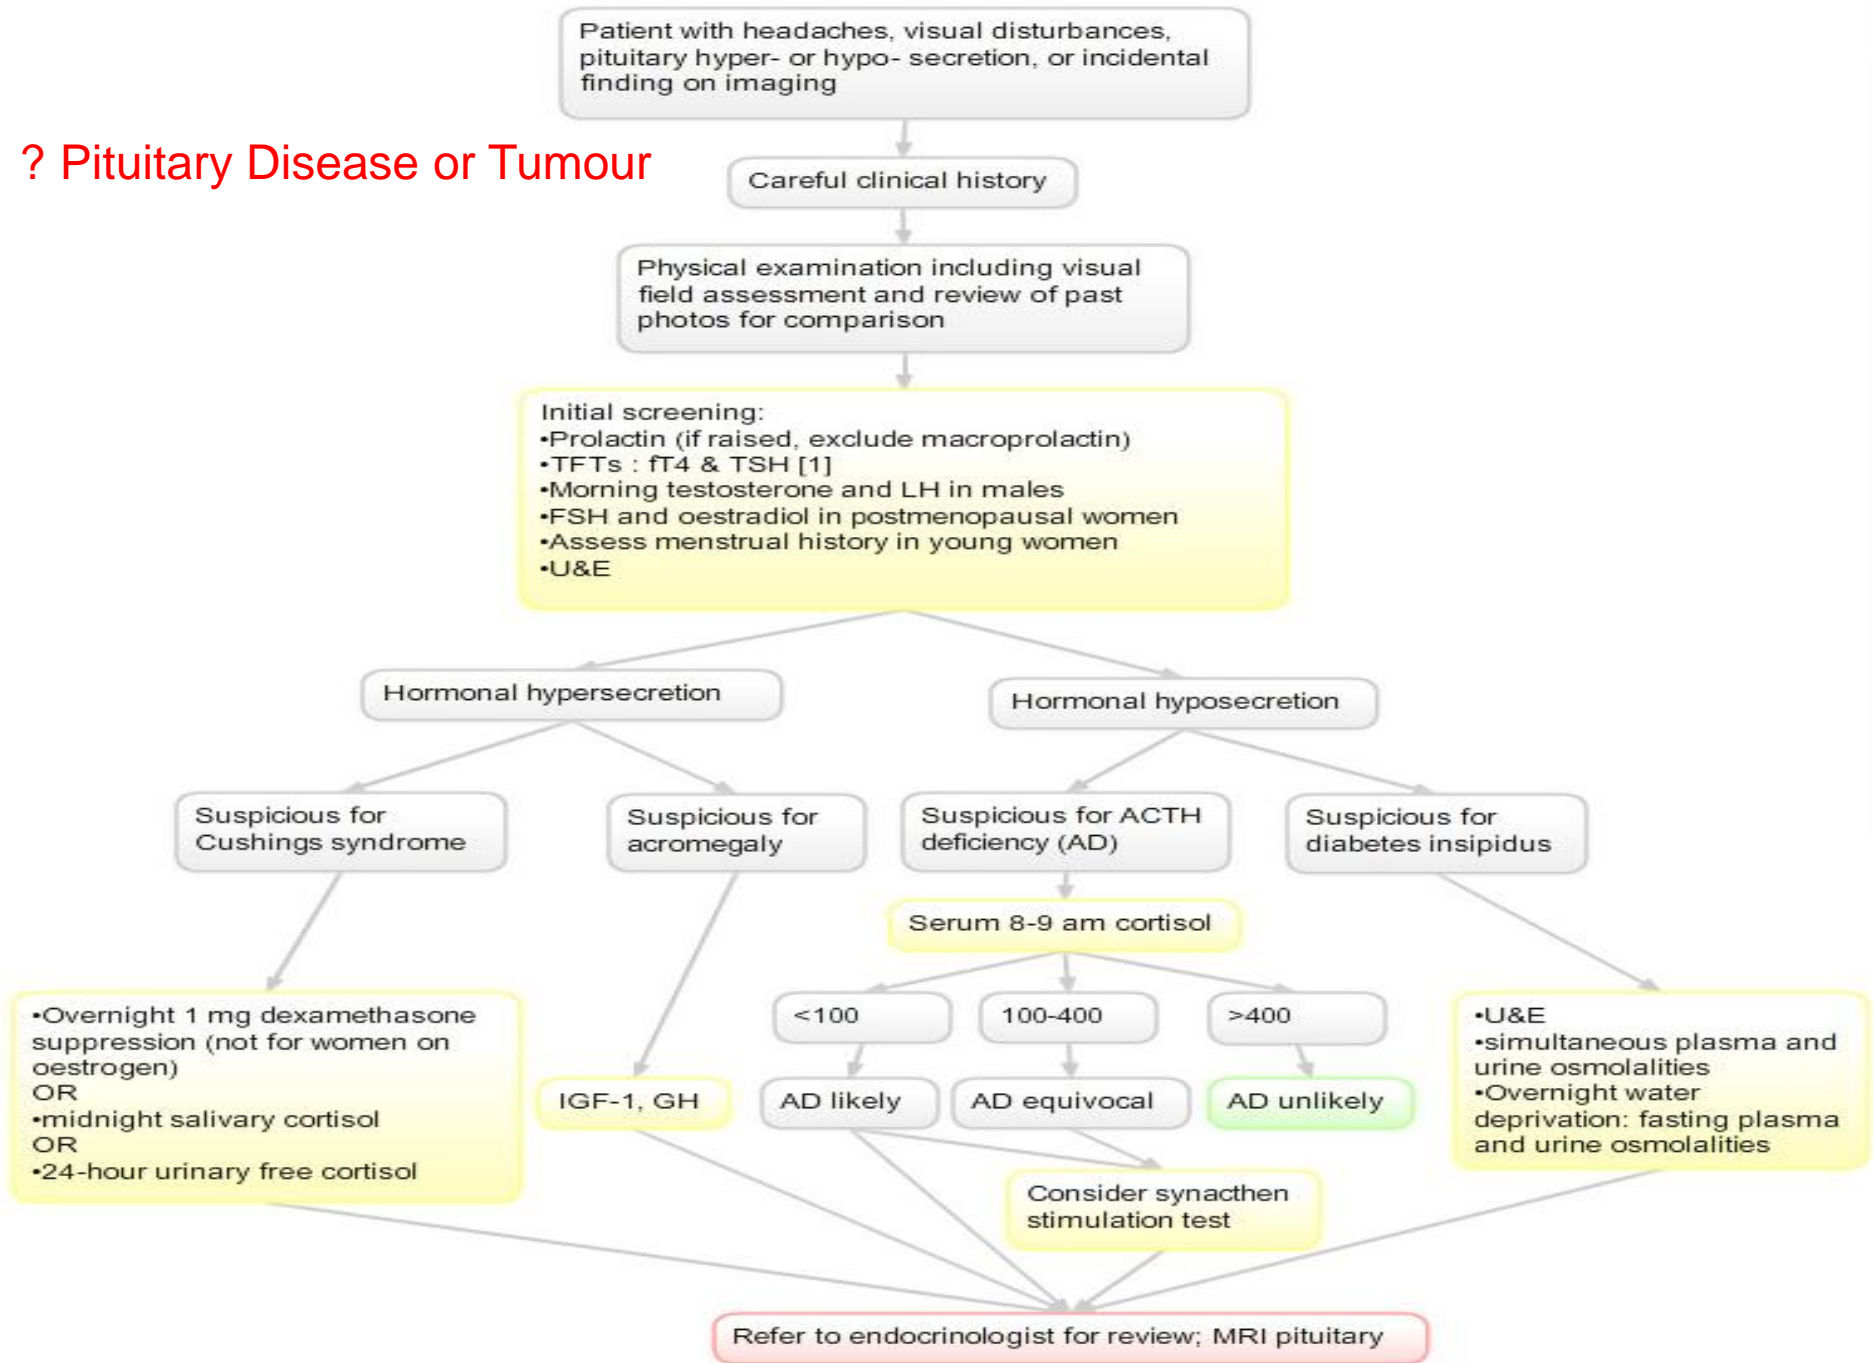 Patient with headaches, visual disturbances,
pituitary hyper- or hypo- secretion, or incidental
finding on imaging
? Pituitary Disease or Tumour
Careful clinical history
Physical examination including visual
field assessment and review of past
photos for comparison
Initial screening:
•Prolactin (if raised, exclude macroprolactin)
•TFTs : fT4 & TSH [1]
•Morning testosterone and LH in males
•FSH and oestradiol in postmenopausal women
•Assess menstrual history in young women
•U&E
Hormonal hypersecretion
Hormonal hyposecretion
Suspicious for
Cushings syndrome
Suspicious for
acromegaly
Suspicious for ACTH
deficiency (AD)
Suspicious for
diabetes insipidus
Serum 8-9 am cortisol
<100
100-400
>400
AD likely
AD equivocal
AD unlikely
•Overnight 1 mg dexamethasone
suppression (not for women on
oestrogen)
OR
•midnight salivary cortisol
OR
•24-hour urinary free cortisol
IGF-1, GH
•U&E
•simultaneous plasma and
urine osmolalities
•Overnight water
deprivation: fasting plasma
and urine osmolalities
Consider synacthen
stimulation test
Refer to endocrinologist for review; MRI pituitary